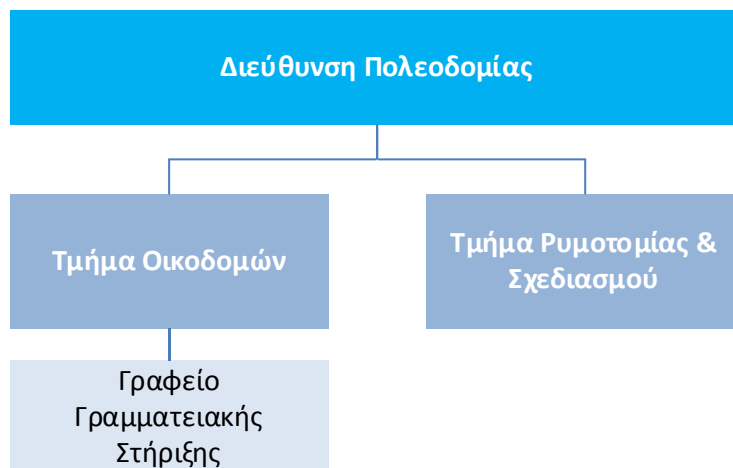 Διεύθυνση Πολεοδομίας
Τμήμα Οικοδομών
Τμήμα Ρυμοτομίας &
Σχεδιασμού
Γραφείο
Γραμματειακής
Στήριξης